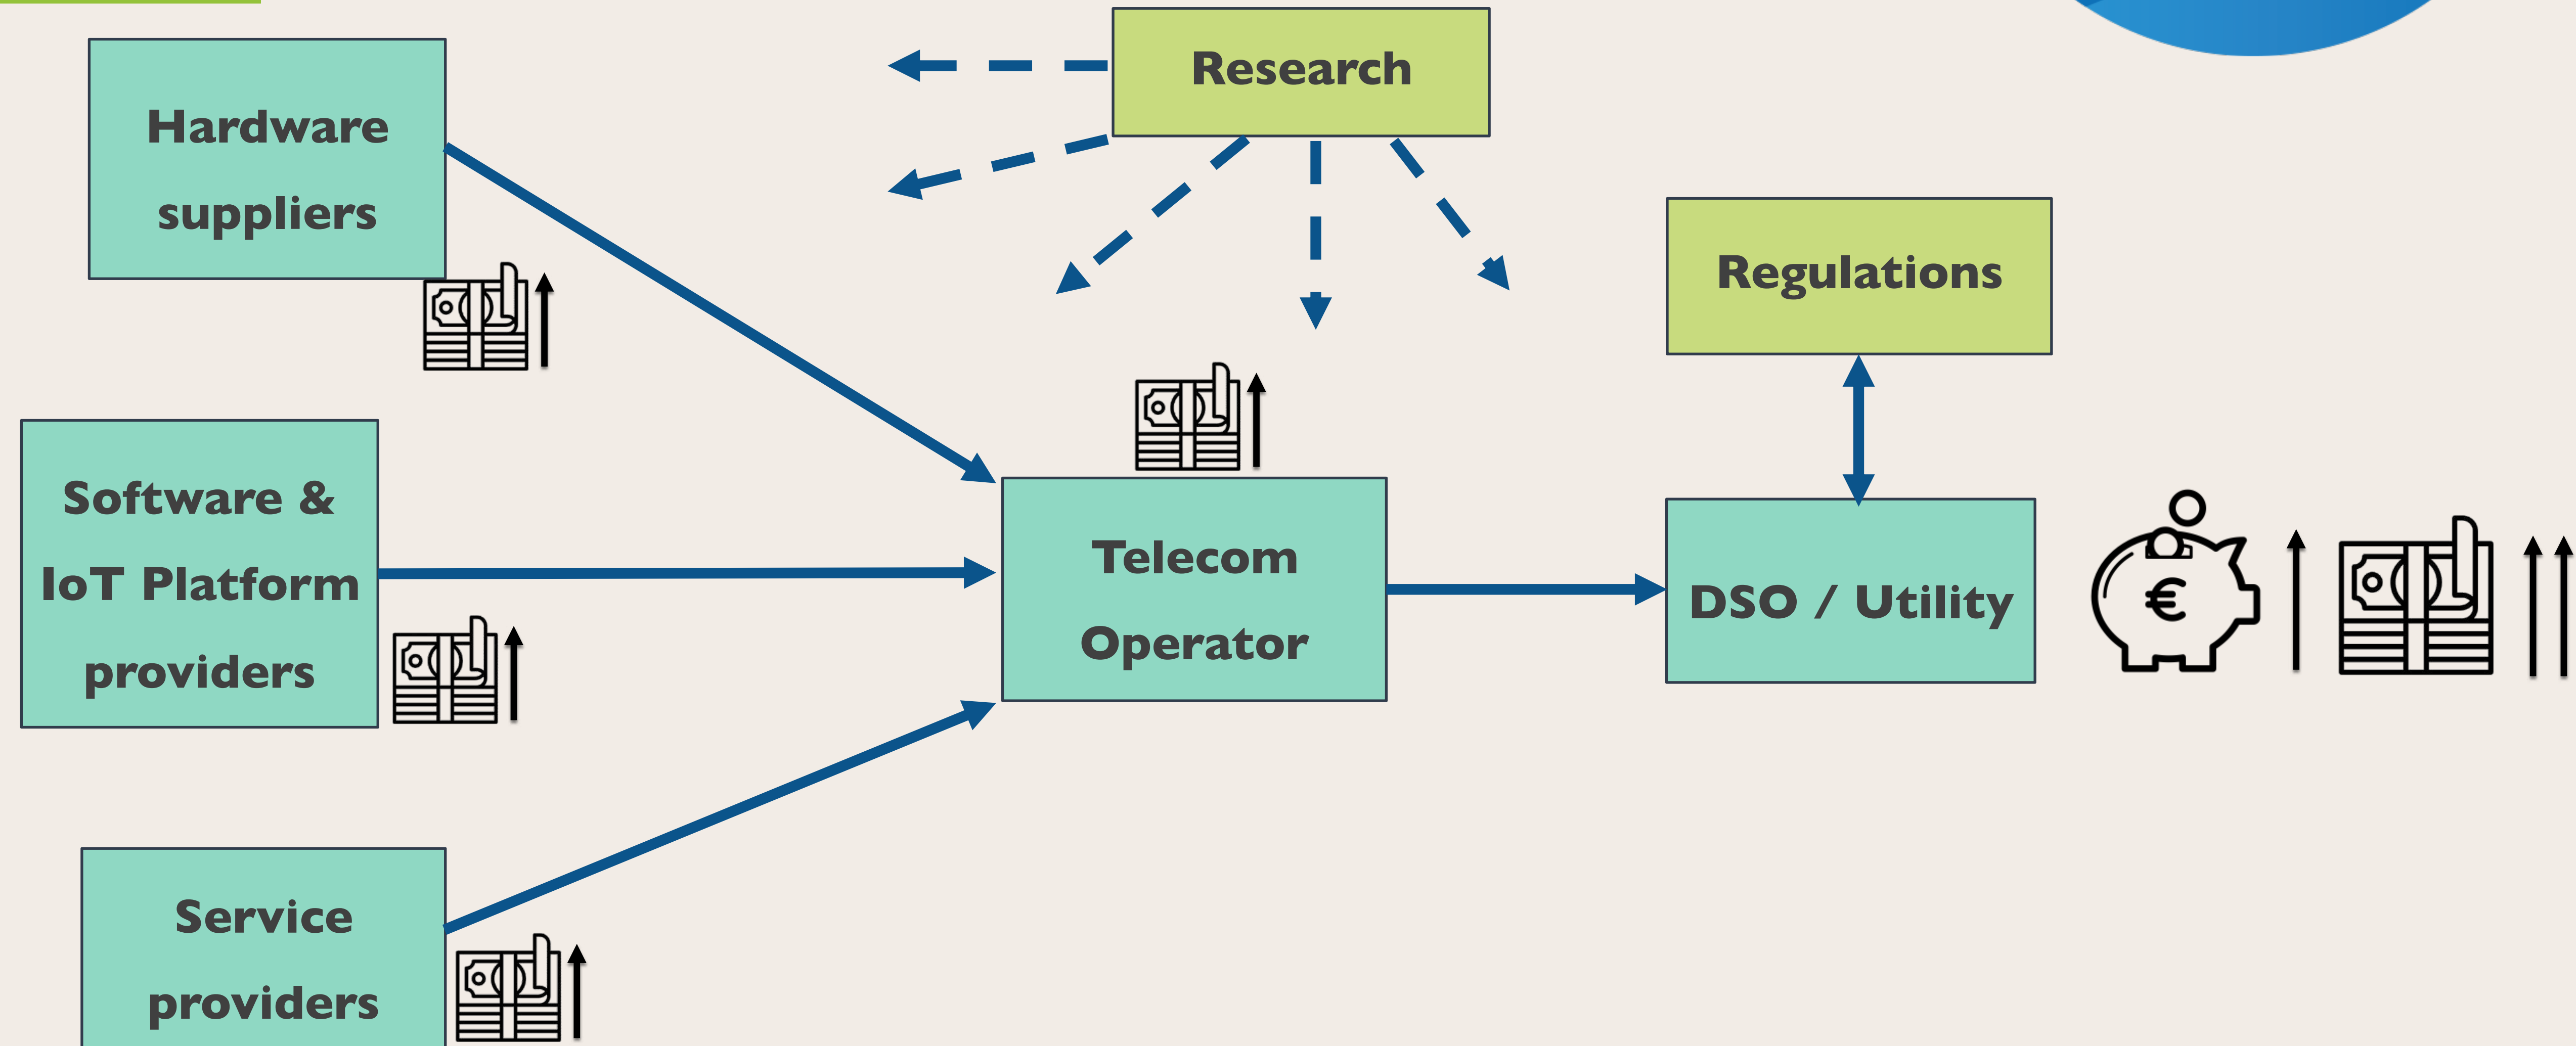 Research
Hardware
suppliers
Regulations
Software &
IoT Platform
providers
Telecom
Operator
DSO / Utility
€
Service
providers